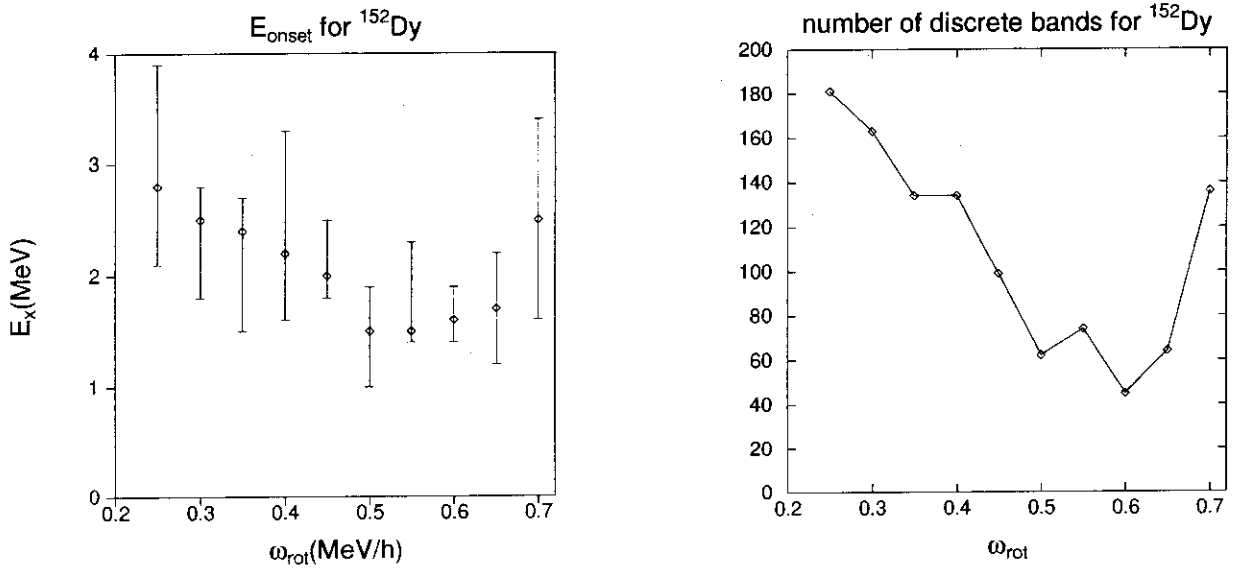 E_onset for ¹⁵²Dy
4
3
2
1
0
E_x(MeV)
0.2 0.3 0.4 0.5 0.6 0.7
ω_rot(MeV/h)
number of discrete bands for ¹⁵²Dy
200
180
160
140
120
100
80
60
40
20
0
0.2 0.3 0.4 0.5 0.6 0.7
ω_rot